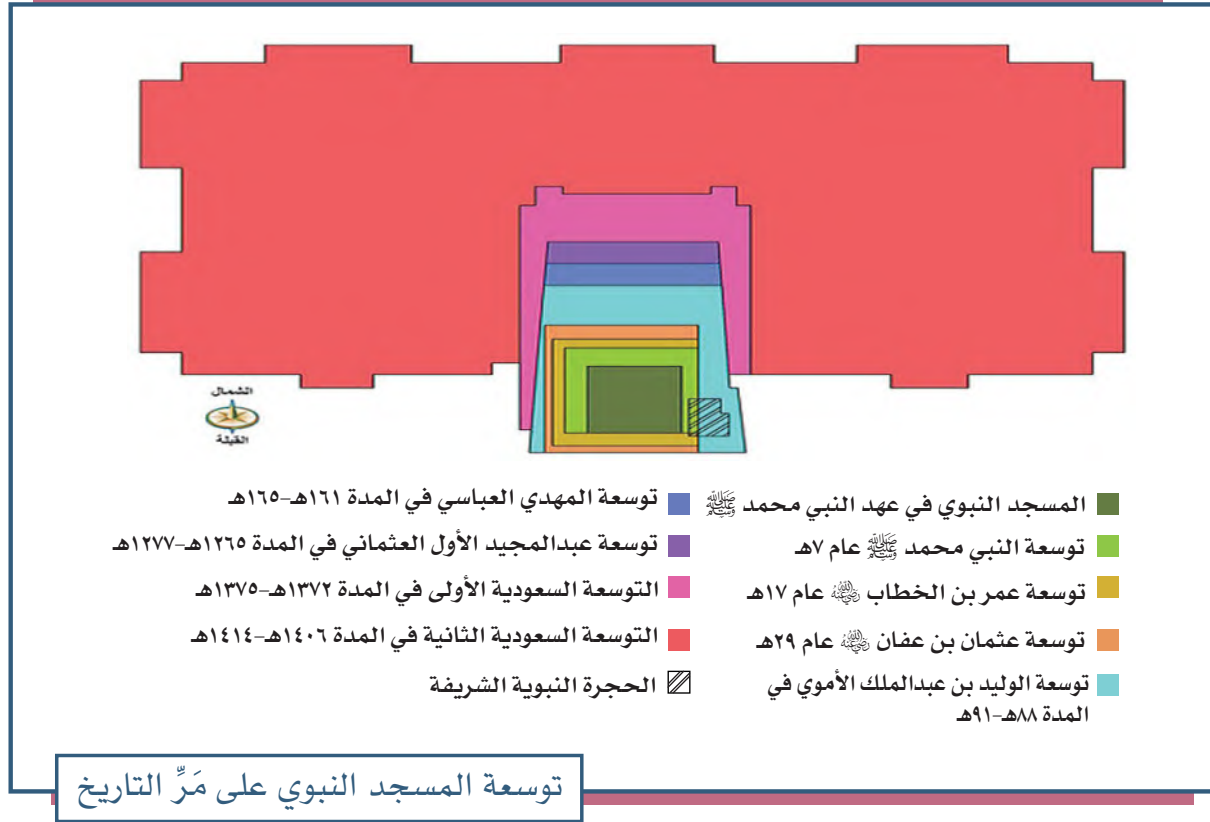 الشمال
القبلة
المسجد النبوي في عهد النبي محمد ﷺ
توسعة النبي محمد ﷺ عام ٧هـ
توسعة عمر بن الخطاب رضي الله عنه عام ١٧هـ
توسعة عثمان بن عفان رضي الله عنه عام ٢٩هـ
توسعة الوليد بن عبدالملك الأموي في
المدة ٨٨هـ-٩١هـ
توسعة المهدي العباسي في المدة ١٦١هـ-١٦٥هـ
توسعة عبدالمجيد الأول العثماني في المدة ١٢٦٥هـ-١٢٧٧هـ
التوسعة السعودية الأولى في المدة ١٣٧٢هـ-١٣٧٥هـ
التوسعة السعودية الثانية في المدة ١٤٠٦هـ-١٤١٤هـ
الحجرة النبوية الشريفة
توسعة المسجد النبوي على مَرِّ التاريخ